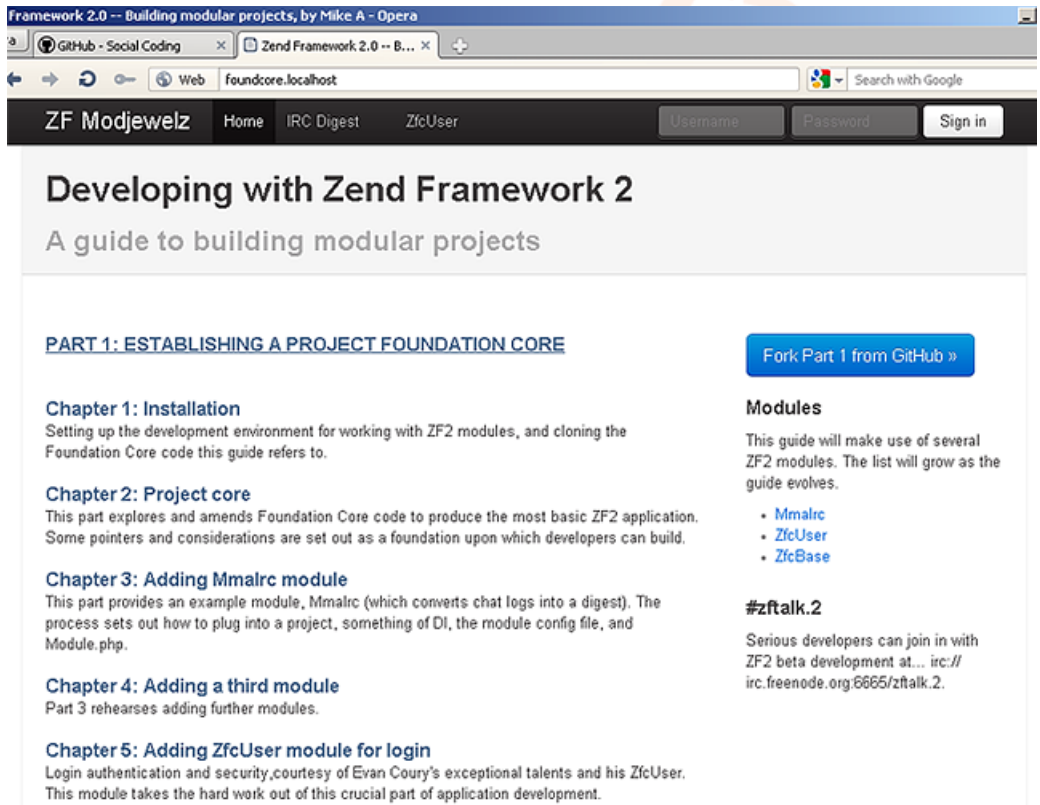 Framework 2.0 -- Building modular projects, by Mike A - Opera
a GitHub - Social Coding × Zend Framework 2.0 -- B... ×
Web foundcore.localhost Search with Google
ZF Modjewelz Home IRC Digest ZfcUser Username Password Sign in
Developing with Zend Framework 2
A guide to building modular projects
PART 1: ESTABLISHING A PROJECT FOUNDATION CORE
Chapter 1: Installation
Setting up the development environment for working with ZF2 modules, and cloning the
Foundation Core code this guide refers to.
Chapter 2: Project core
This part explores and amends Foundation Core code to produce the most basic ZF2 application.
Some pointers and considerations are set out as a foundation upon which developers can build.
Chapter 3: Adding MmaIrc module
This part provides an example module, MmaIrc (which converts chat logs into a digest). The
process sets out how to plug into a project, something of DI, the module config file, and
Module.php.
Chapter 4: Adding a third module
Part 3 rehearses adding further modules.
Chapter 5: Adding ZfcUser module for login
Login authentication and security,courtesy of Evan Coury's exceptional talents and his ZfcUser.
This module takes the hard work out of this crucial part of application development.
Fork Part 1 from GitHub »
Modules
This guide will make use of several
ZF2 modules. The list will grow as the
guide evolves.
• MmaIrc
• ZfcUser
• ZfcBase
#zftalk.2
Serious developers can join in with
ZF2 beta development at... irc://
irc.freenode.org:6665/zftalk.2.